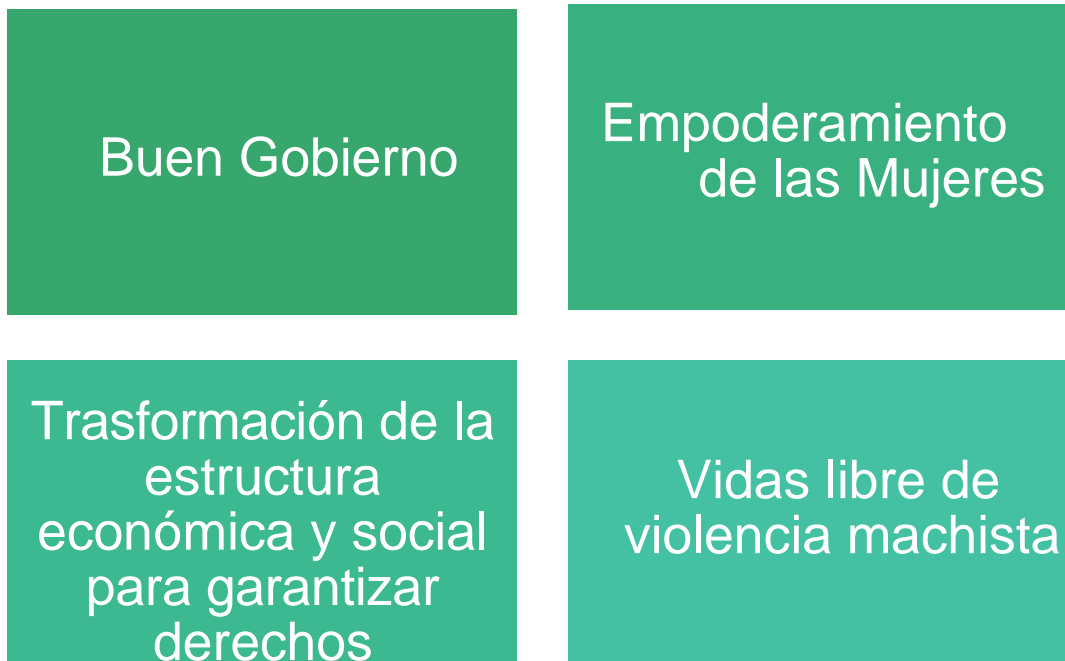 Buen Gobierno
Empoderamiento
de las Mujeres
Trasformación de la
estructura
económica y social
para garantizar
derechos
Vidas libre de
violencia machista